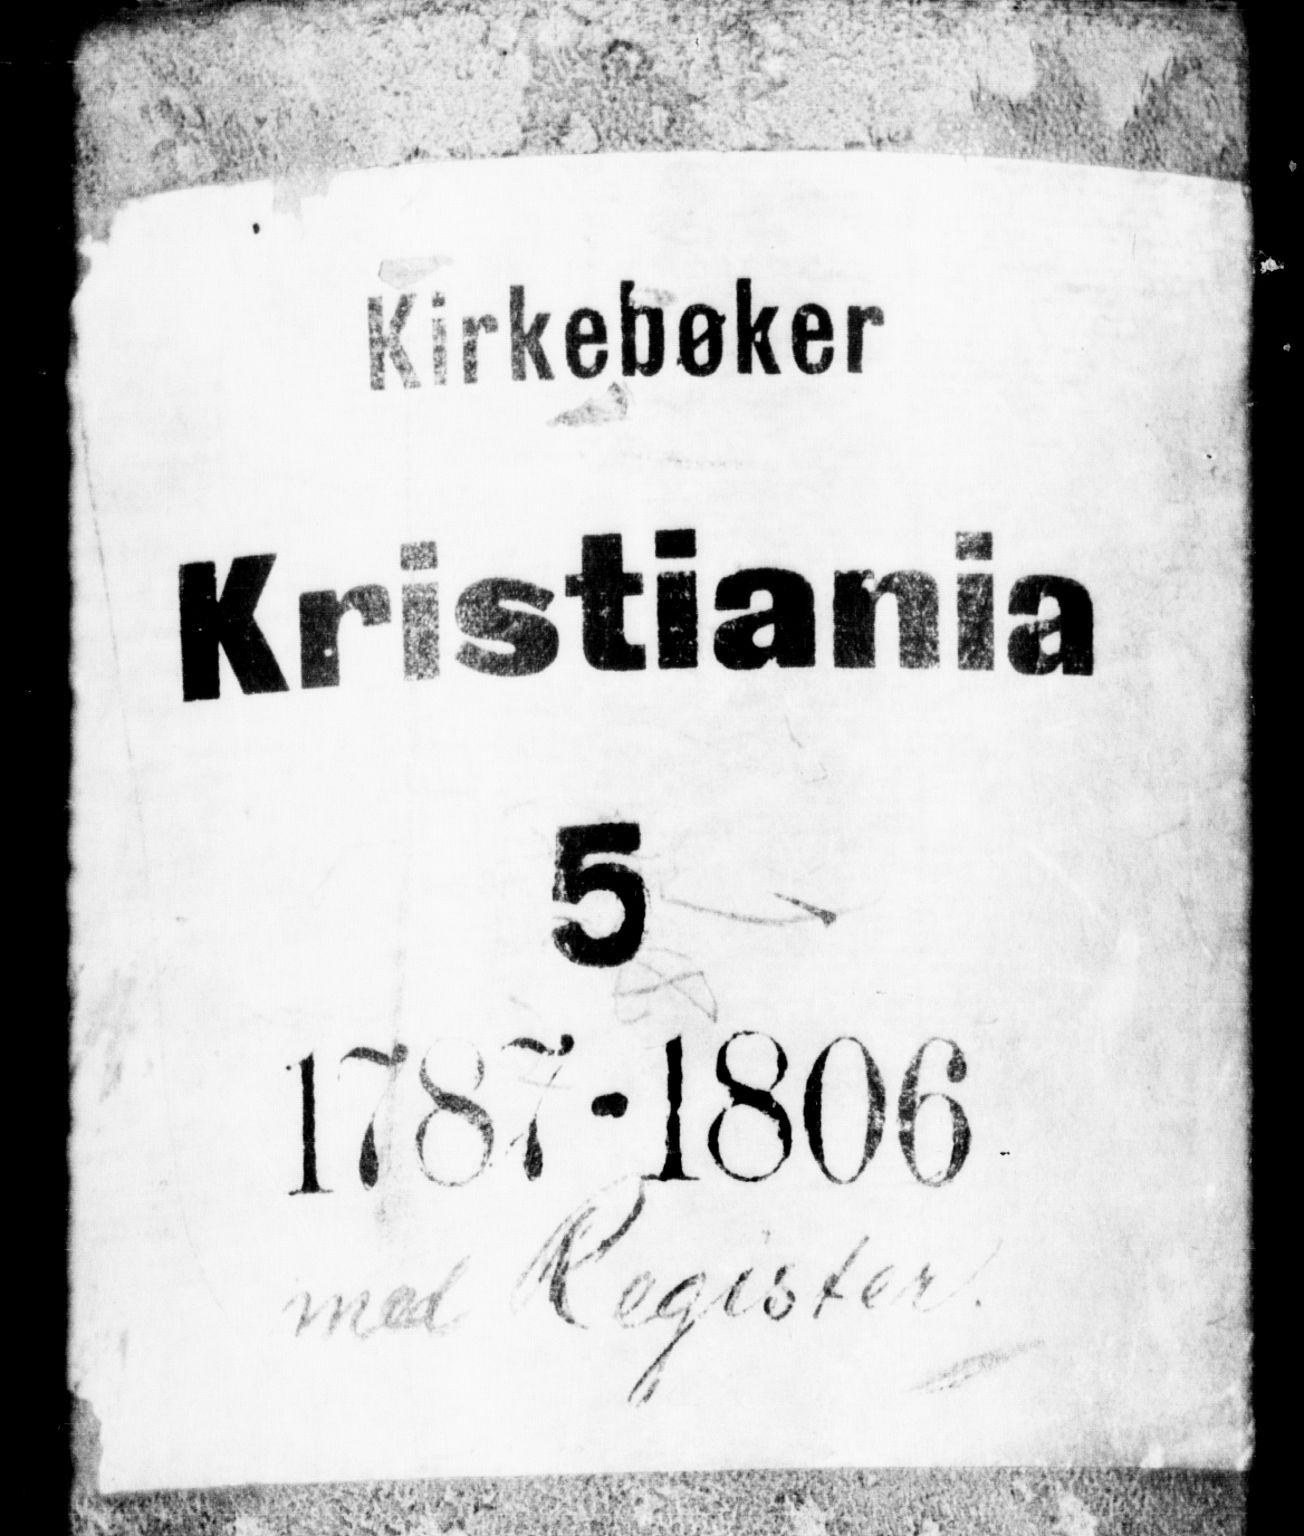 Kirkebøker
Kristiania
5
1787-1806
med Register.